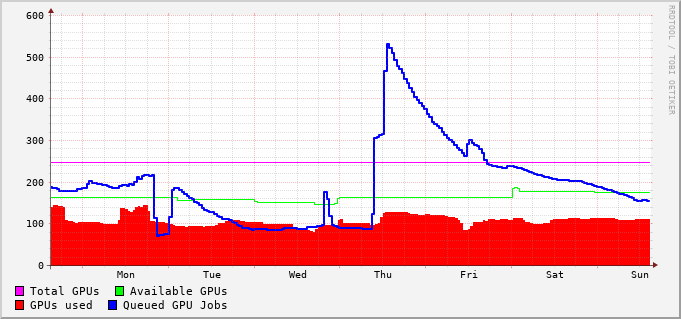 600
500
400
300
200
100
0
Mon Tue Wed Thu Fri Sat Sun
Total GPUs Available GPUs
GPUs used Queued GPU Jobs
RRDTOOL / TOBI OETIKER